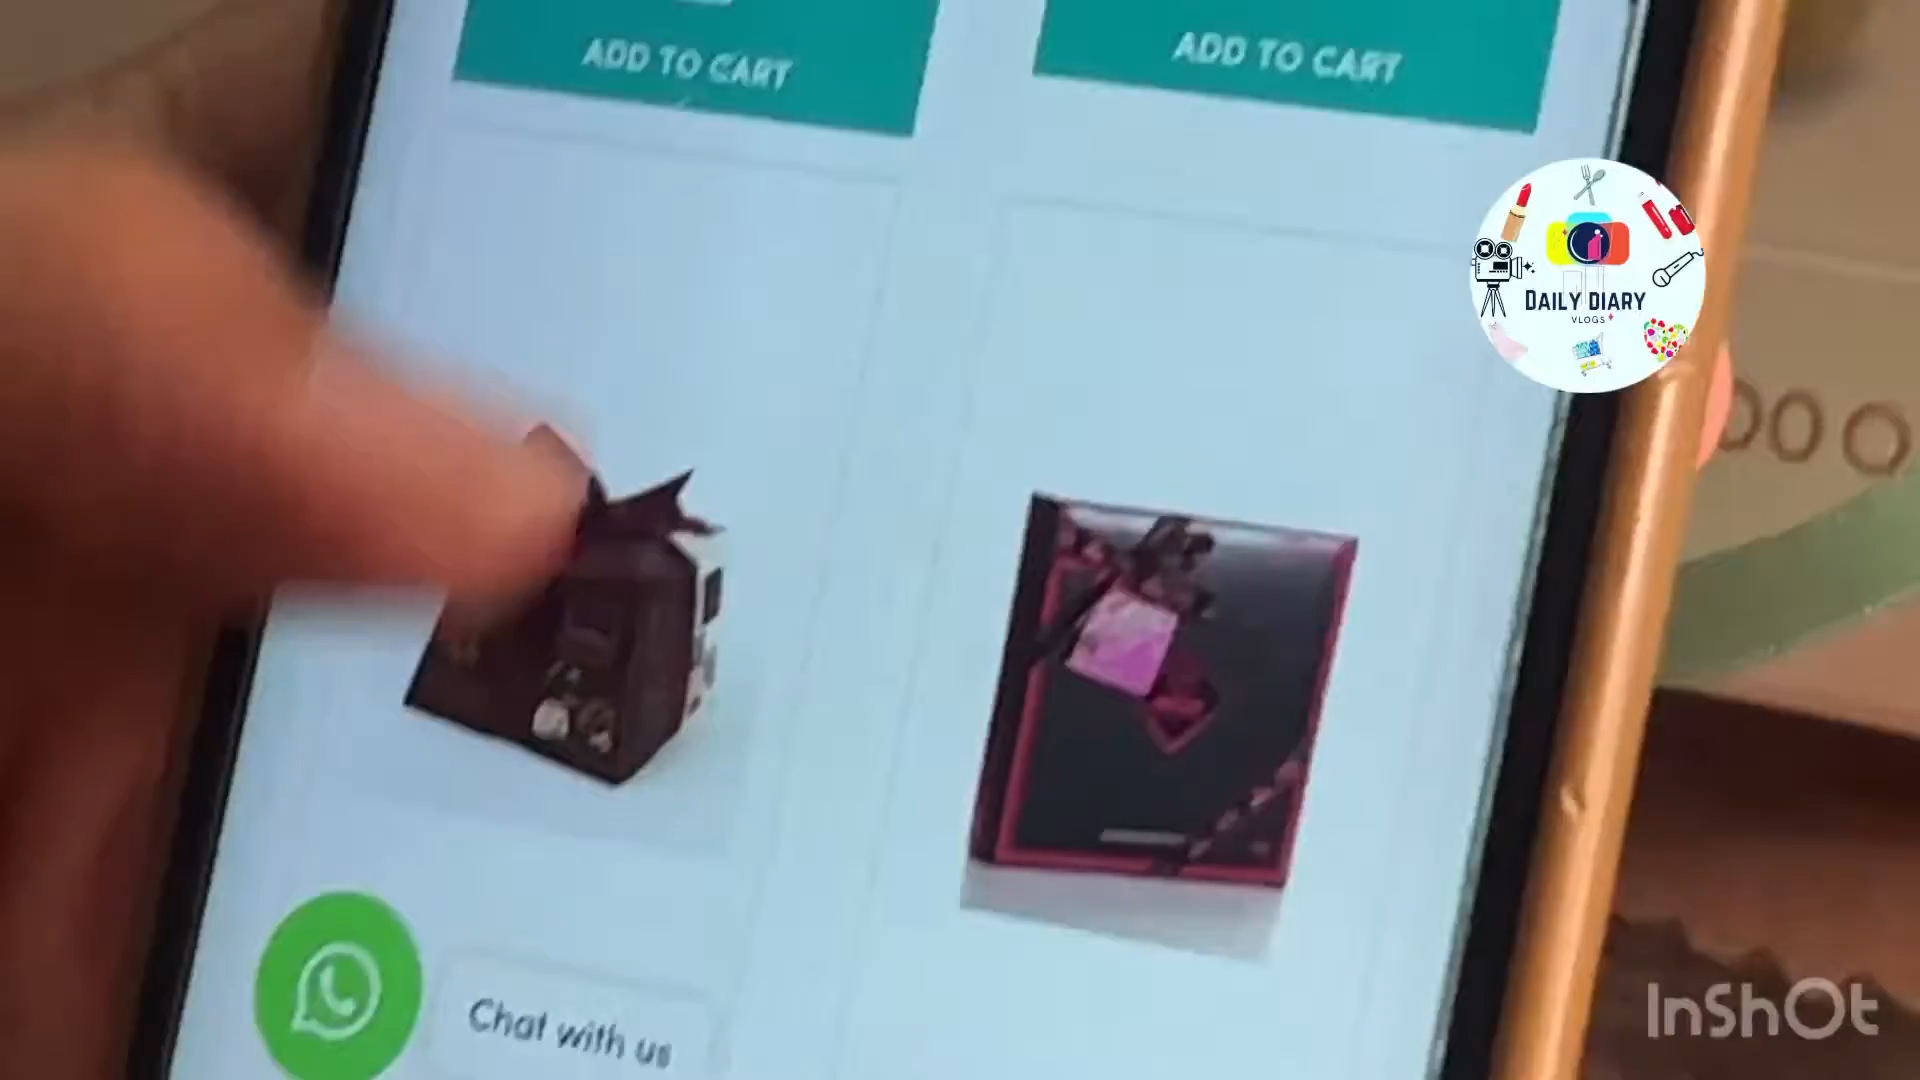 ADD TO CART
ADD TO CART
DAILY DIARY
VLOGS
Chat with us
InShOt